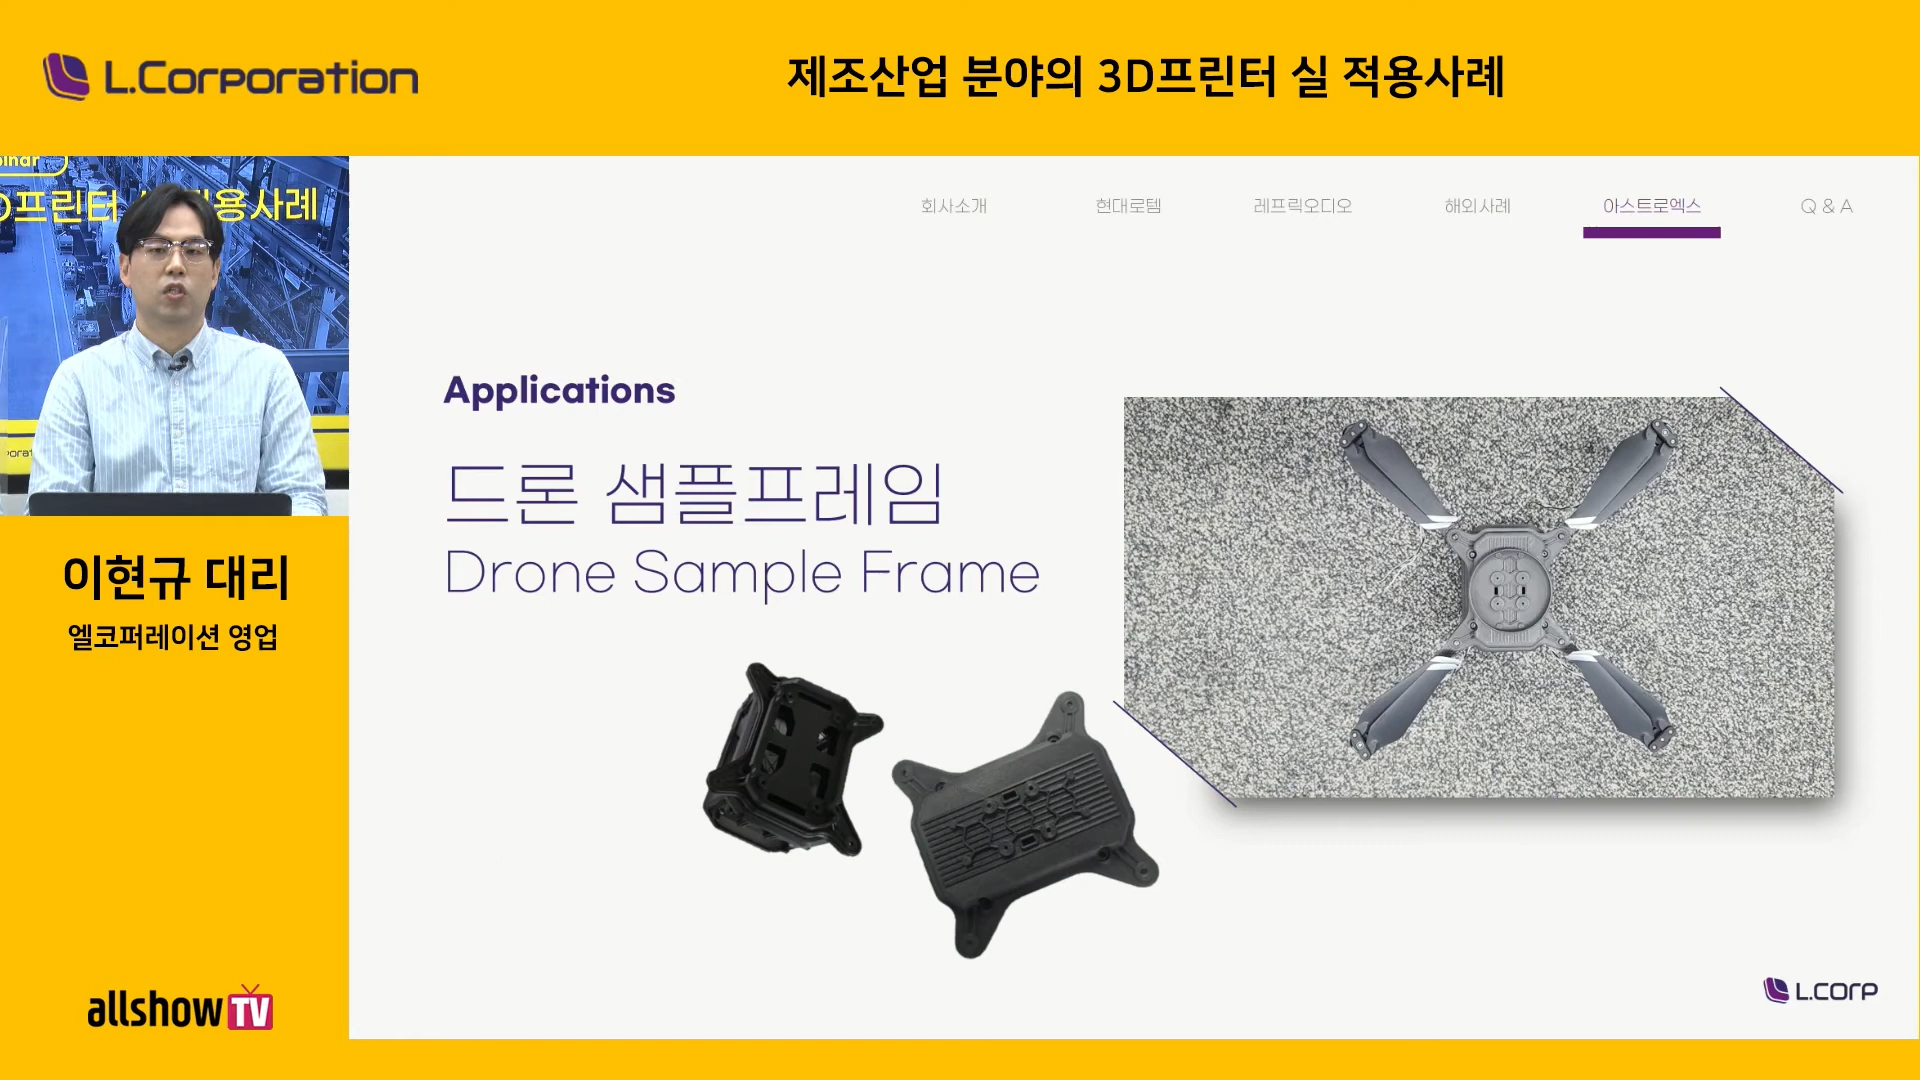 L.Corporation
제조산업 분야의 3D프린터 실 적용사례
회사소개
현대로템
레프릭오디오
해외사례
아스트로엑스
Q & A
Applications
드론 샘플프레임
Drone Sample Frame
이현규 대리
엘코퍼레이션 영업
allshow TV
L.CORP